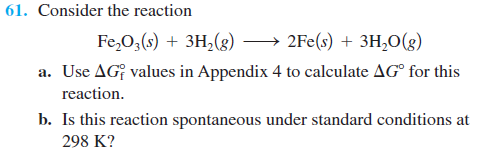 61. Consider the reaction
Fe₂O₃(s) + 3H₂(g) ⟶ 2Fe(s) + 3H₂O(g)
a. Use ΔG°f values in Appendix 4 to calculate ΔG° for this
reaction.
b. Is this reaction spontaneous under standard conditions at
298 K?